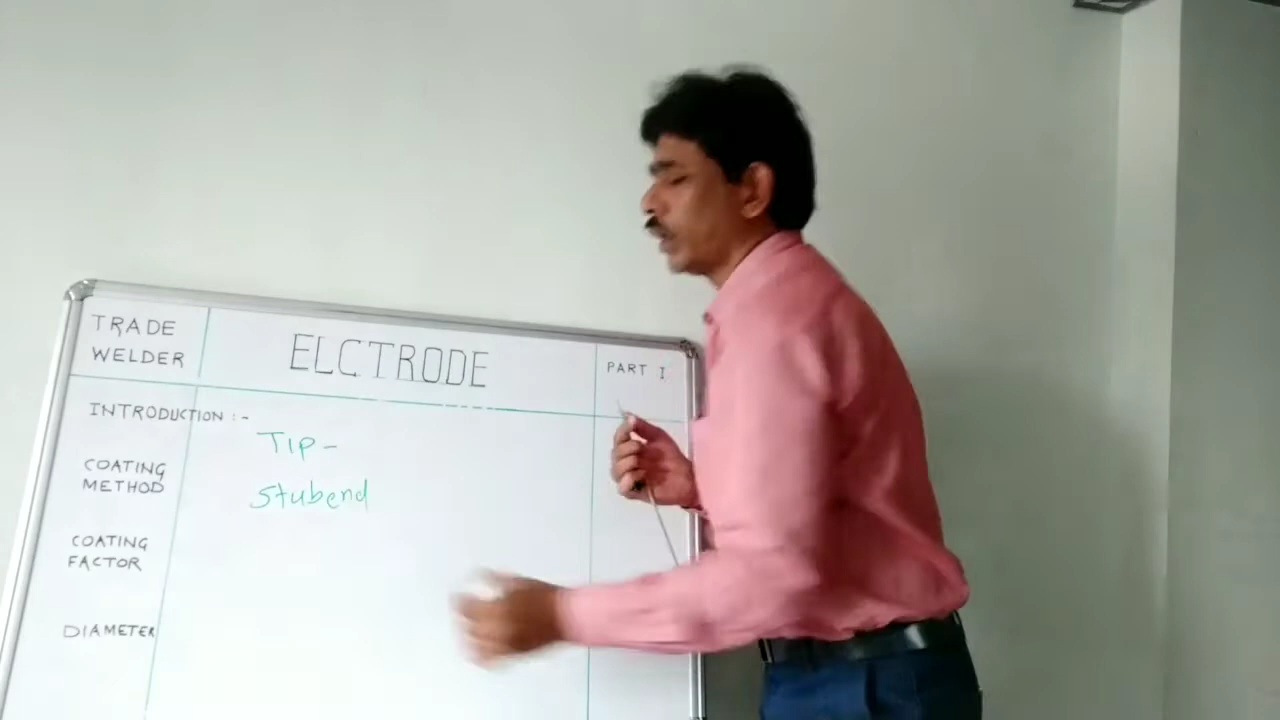 TRADE
WELDER
ELCTRODE
PART I
INTRODUCTION :-
TIP-
Stubend
COATING
METHOD
COATING
FACTOR
DIAMETER